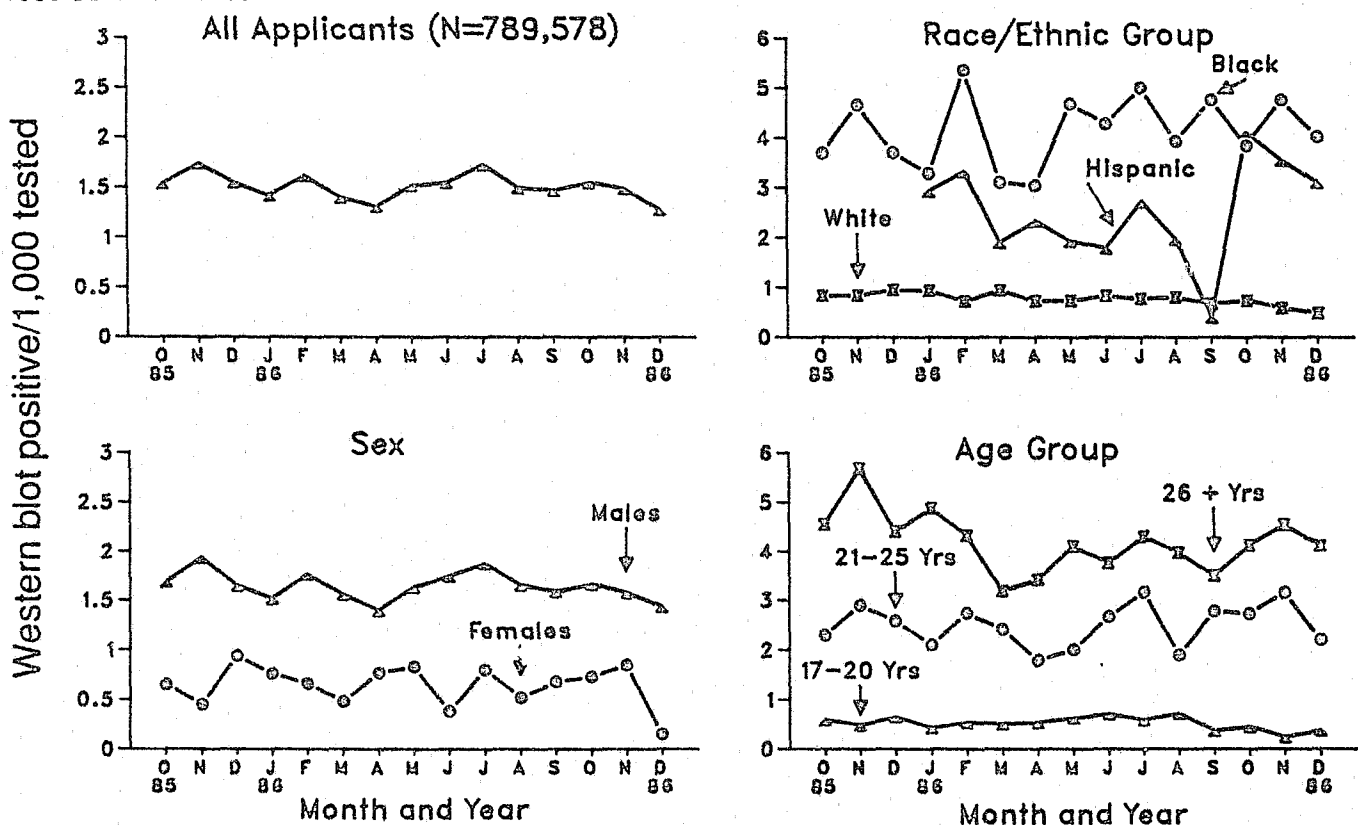 Western blot positive/1,000 tested
All Applicants (N=789,578)
3
2.5
2
1.5
1
0.5
0
O N D J F M A M J J A S O N D
85 86 86
Race/Ethnic Group
Black
Hispanic
White
6
5
4
3
2
1
0
O N D J F M A M J J A S O N D
85 86 86
Sex
Males
Females
3
2.5
2
1.5
1
0.5
0
O N D J F M A M J J A S O N D
85 86 86
Month and Year
Age Group
26 + Yrs
21-25 Yrs
17-20 Yrs
6
5
4
3
2
1
0
O N D J F M A M J J A S O N D
85 86 86
Month and Year